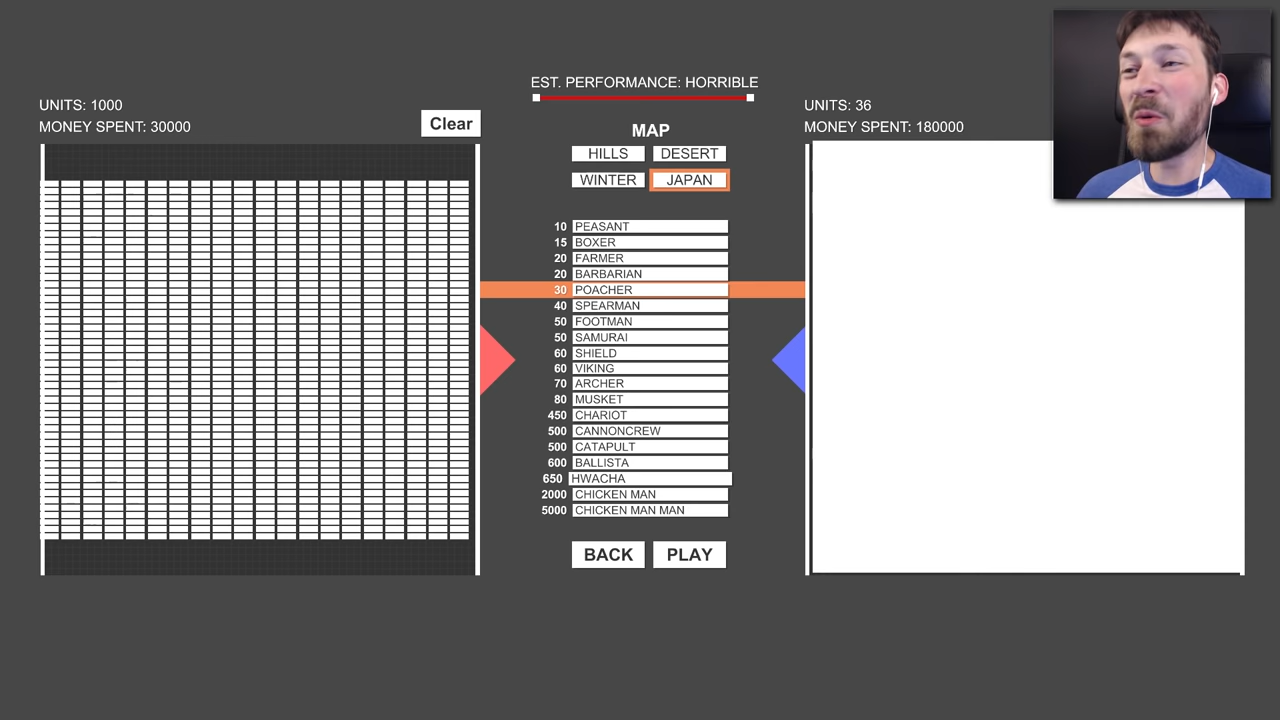 EST. PERFORMANCE: HORRIBLE
UNITS: 1000
MONEY SPENT: 30000
Clear
UNITS: 36
MONEY SPENT: 180000
MAP
HILLS DESERT
WINTER JAPAN
10 PEASANT
15 BOXER
20 FARMER
20 BARBARIAN
30 POACHER
40 SPEARMAN
50 FOOTMAN
50 SAMURAI
60 SHIELD
60 VIKING
70 ARCHER
80 MUSKET
450 CHARIOT
500 CANNONCREW
500 CATAPULT
600 BALLISTA
650 HWACHA
2000 CHICKEN MAN
5000 CHICKEN MAN MAN
BACK PLAY